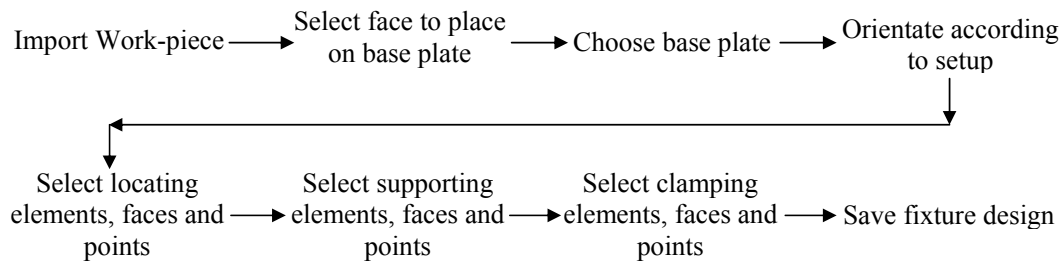 Import Work-piece
Select face to place
on base plate
Choose base plate
Orientate according
to setup
Select locating
elements, faces and
points
Select supporting
elements, faces and
points
Select clamping
elements, faces and
points
Save fixture design